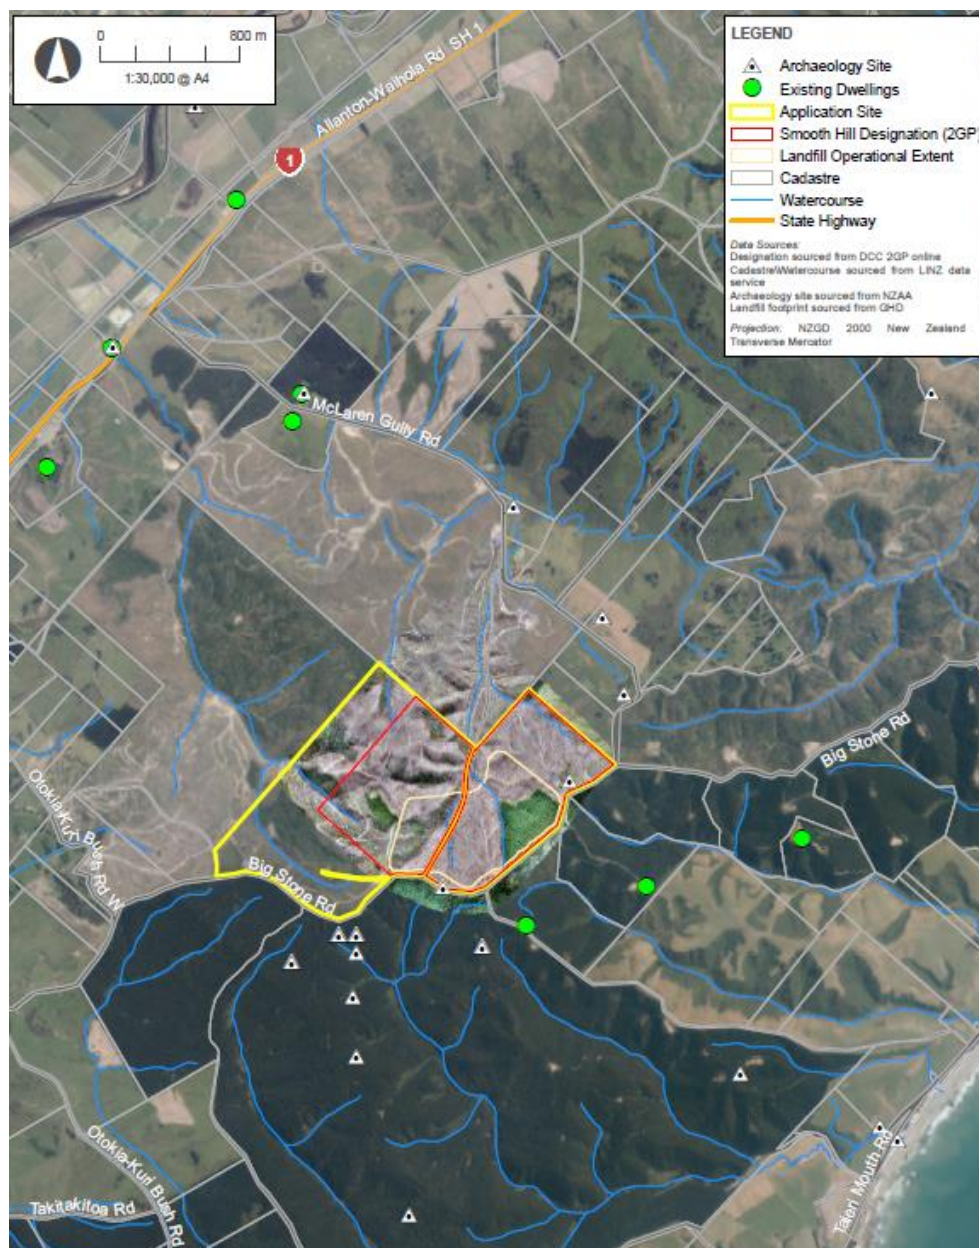 0 800 m
1:30,000 @ A4
LEGEND
Archaeology Site
Existing Dwellings
Application Site
Smooth Hill Designation (2GP)
Landfill Operational Extent
Cadastre
Watercourse
State Highway
Data Sources:
Designation sourced from DCC 2GP online
Cadastre\Watercourse sourced from LINZ data
service
Archaeology site sourced from NZAA
Landfill footprint sourced from GHD
Projection: NZGD 2000 New Zealand
Transverse Mercator
Allanton-Waihola Rd SH 1
1
McLaren Gully Rd
Big Stone Rd
Otokia-Kuri Bush Rd W
Big Stone Rd
Otokia-Kuri Bush Rd
Takitakitoa Rd
Taieri Mouth Rd